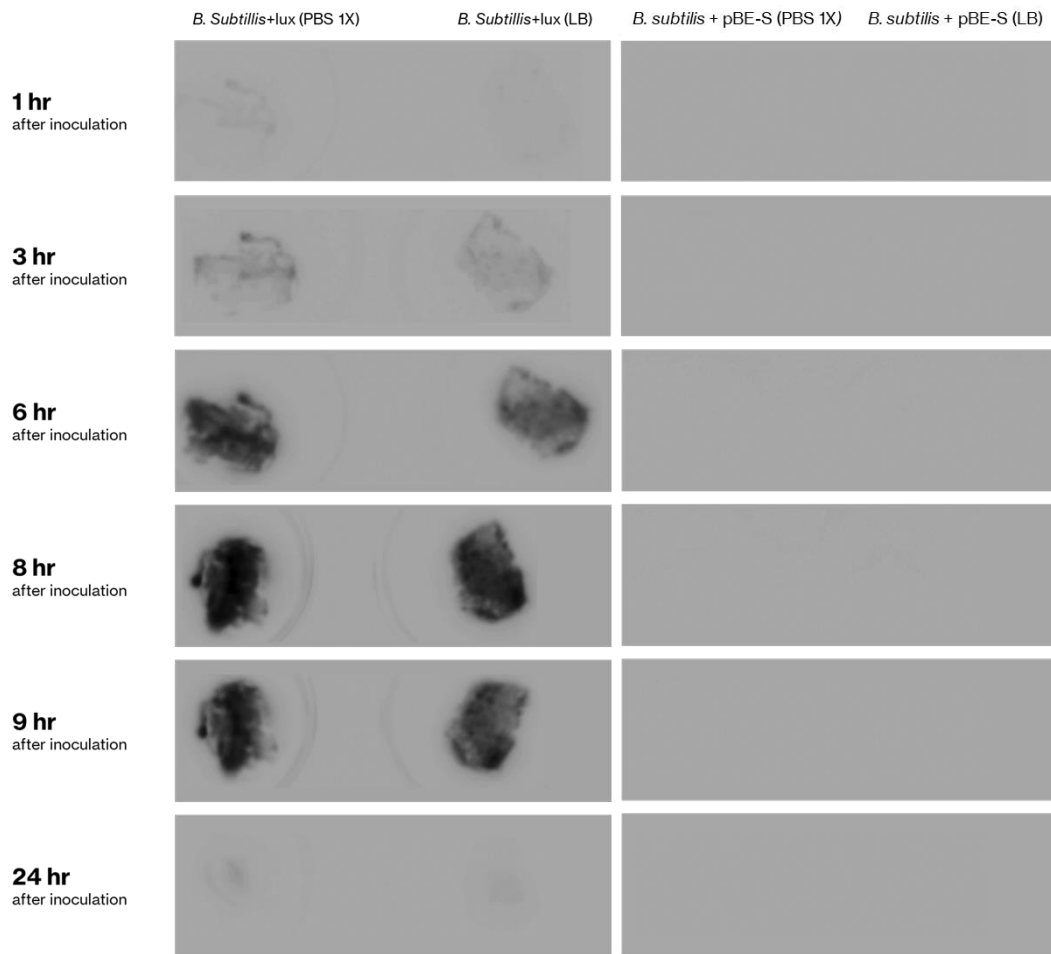 B. Subtillis+lux (PBS 1X) B. Subtilis+lux (LB) B. subtilis + pBE-S (PBS 1X) B. subtilis + pBE-S (LB)
1 hr
after inoculation
3 hr
after inoculation
6 hr
after inoculation
8 hr
after inoculation
9 hr
after inoculation
24 hr
after inoculation